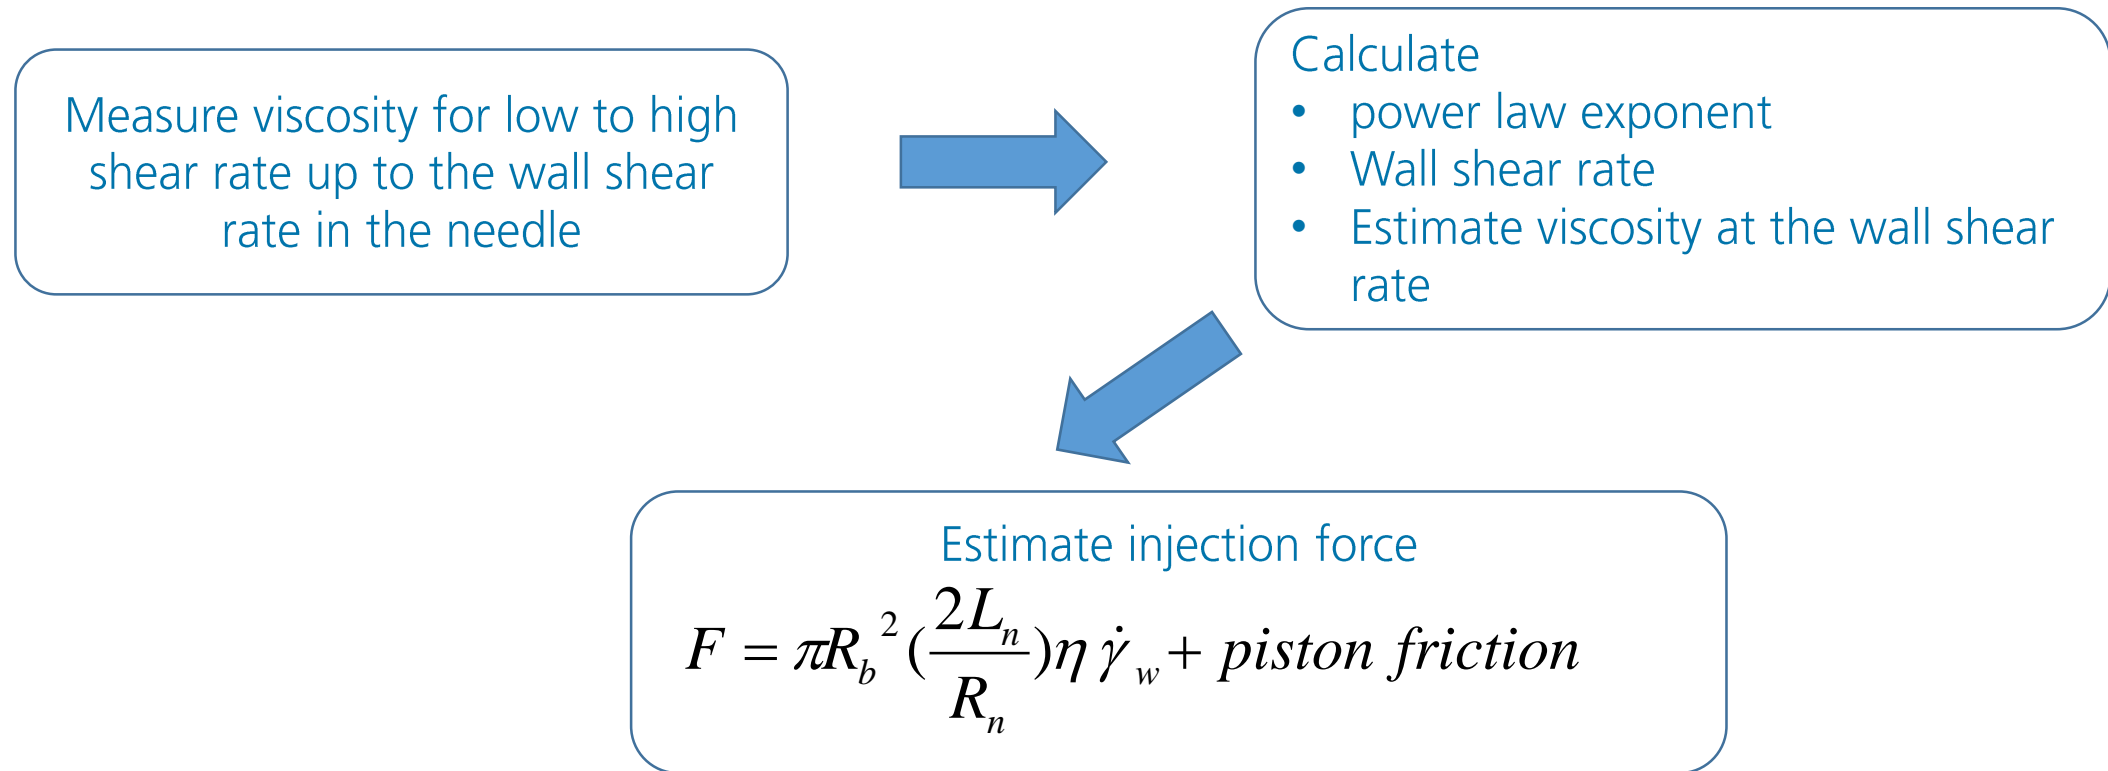 Measure viscosity for low to high
shear rate up to the wall shear
rate in the needle
Calculate
• power law exponent
• Wall shear rate
• Estimate viscosity at the wall shear
rate
Estimate injection force
F = πR_b^2 (2L_n / R_n) η γ̇_w + piston friction